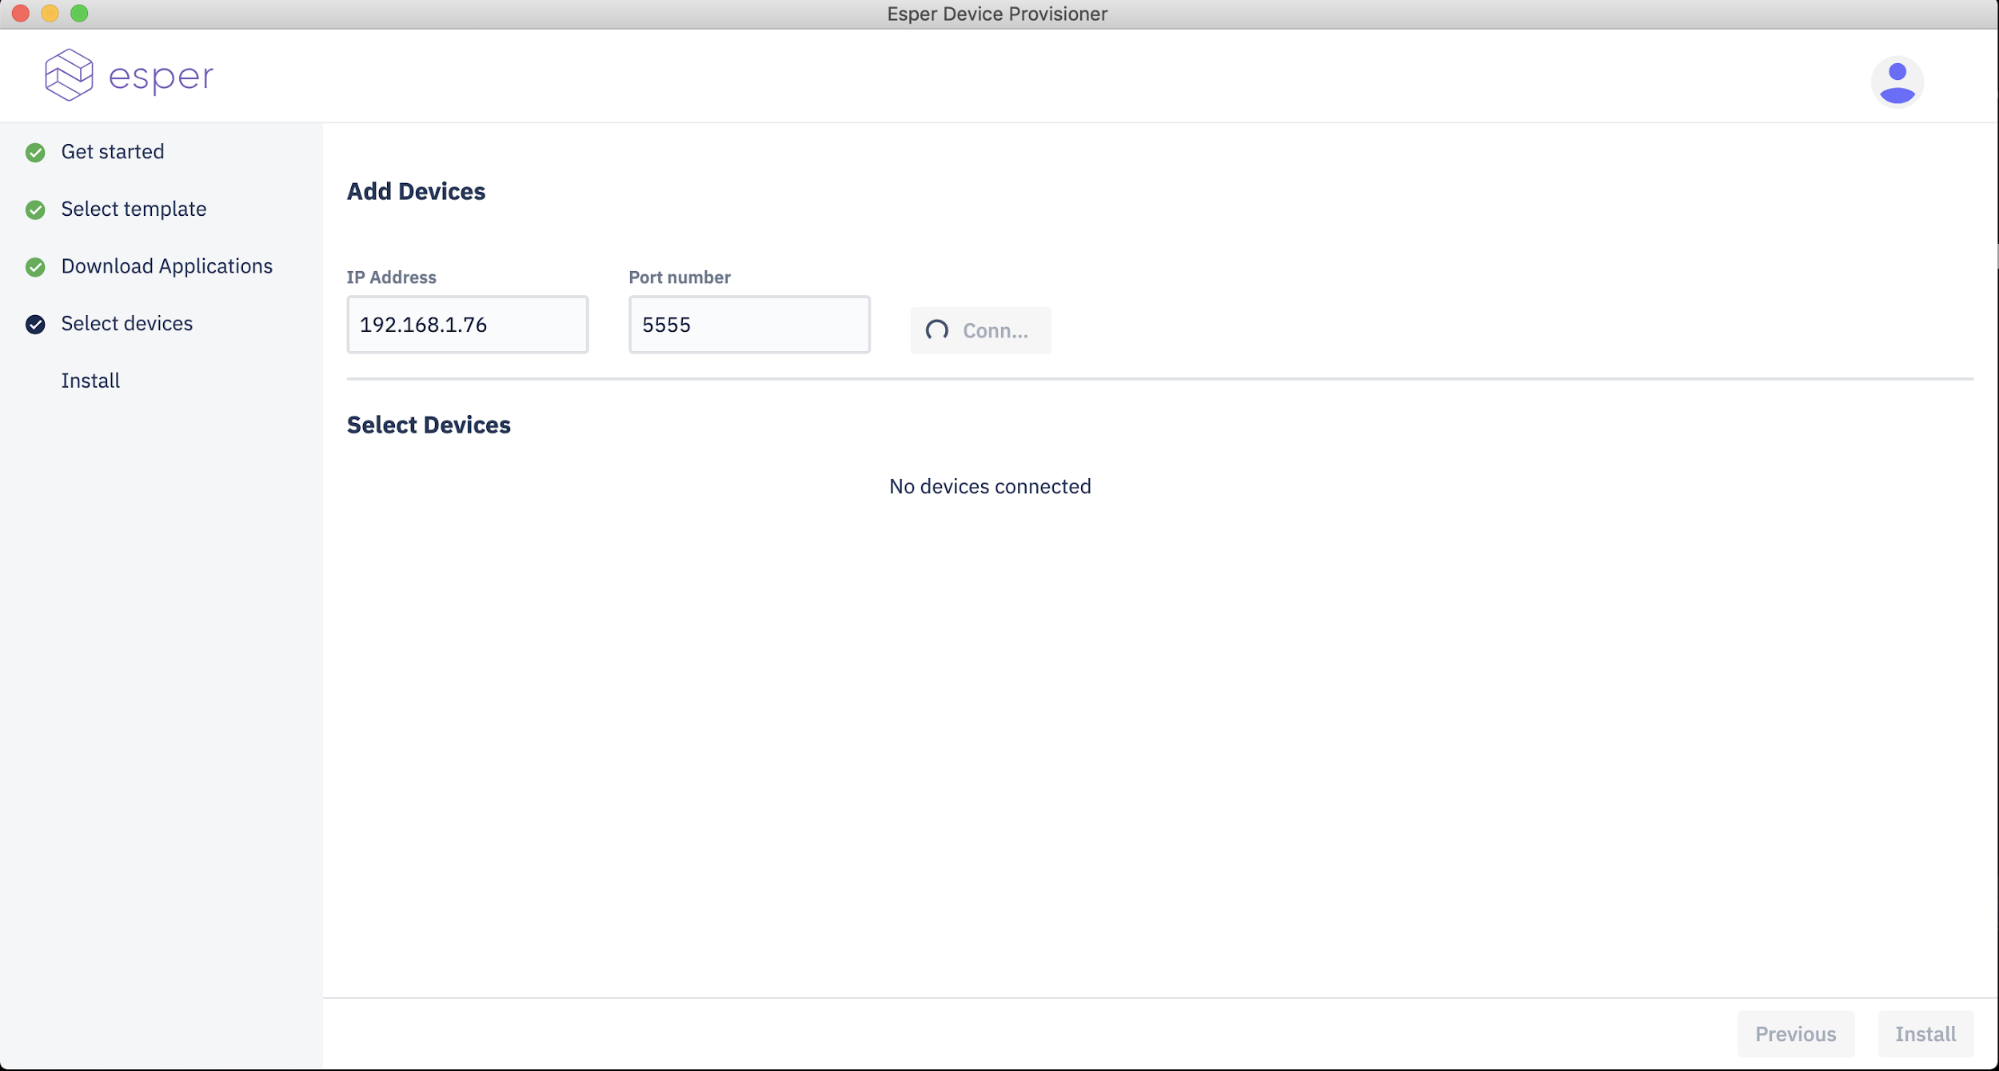 Esper Device Provisioner
esper
Get started
Select template
Download Applications
Select devices
Install
Add Devices
IP Address
Port number
192.168.1.76
5555
Conn...
Select Devices
No devices connected
Previous
Install